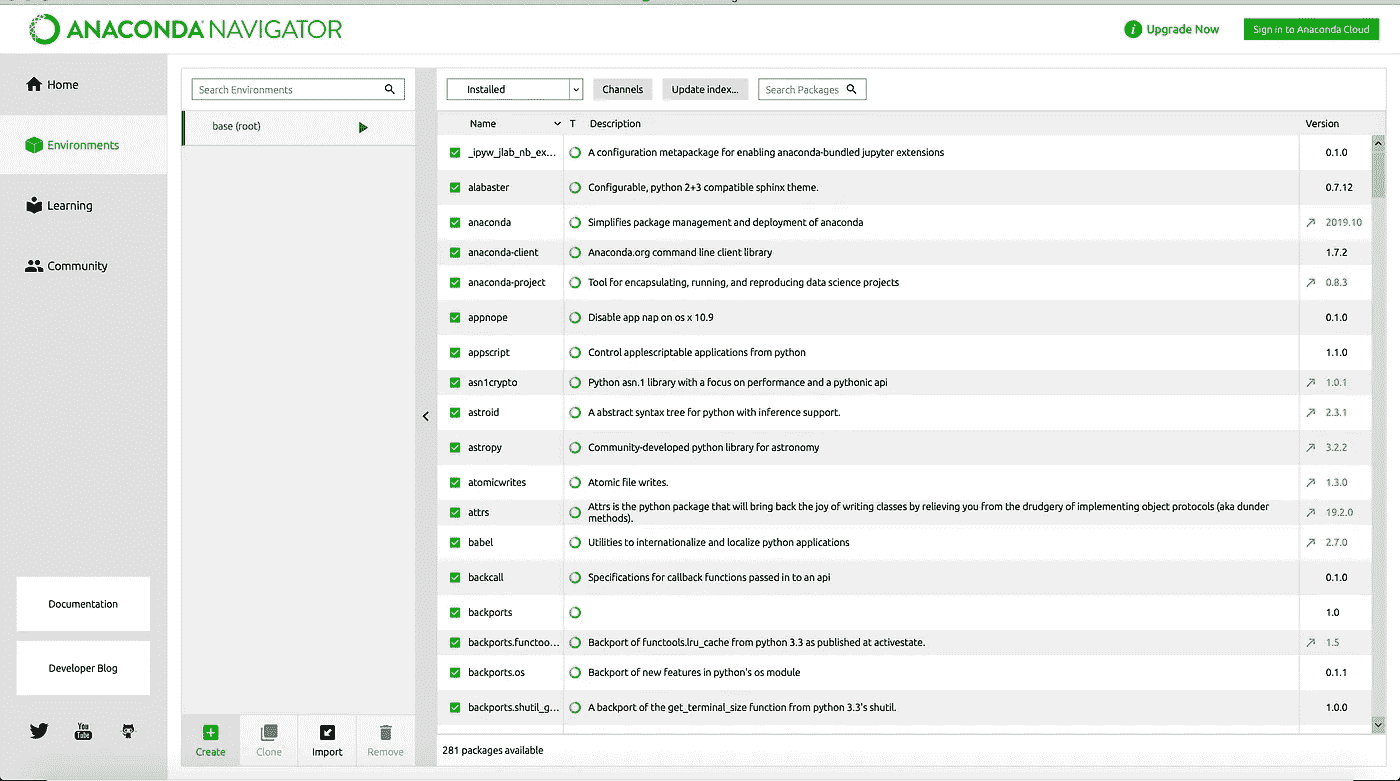 ANACONDA NAVIGATOR
i Upgrade Now
Sign in to Anaconda Cloud
Home
Environments
Learning
Community
Documentation
Developer Blog
You Tube
Search Environments
base (root)
Create
Clone
Import
Remove
Installed
Channels
Update index...
Search Packages
Name T Description Version
_ipyw_jlab_nb_ex... A configuration metapackage for enabling anaconda-bundled jupyter extensions 0.1.0
alabaster Configurable, python 2+3 compatible sphinx theme. 0.7.12
anaconda Simplifies package management and deployment of anaconda 2019.10
anaconda-client Anaconda.org command line client library 1.7.2
anaconda-project Tool for encapsulating, running, and reproducing data science projects 0.8.3
appnope Disable app nap on os x 10.9 0.1.0
appscript Control applescriptable applications from python 1.1.0
asn1crypto Python asn.1 library with a focus on performance and a pythonic api 1.0.1
astroid A abstract syntax tree for python with inference support. 2.3.1
astropy Community-developed python library for astronomy 3.2.2
atomicwrites Atomic file writes. 1.3.0
attrs Attrs is the python package that will bring back the joy of writing classes by relieving you from the drudgery of implementing object protocols (aka dunder
methods). 19.2.0
babel Utilities to internationalize and localize python applications 2.7.0
backcall Specifications for callback functions passed in to an api 0.1.0
backports 1.0
backports.functoo... Backport of functools.lru_cache from python 3.3 as published at activestate. 1.5
backports.os Backport of new features in python's os module 0.1.1
backports.shutil_g... A backport of the get_terminal_size function from python 3.3's shutil. 1.0.0
281 packages available